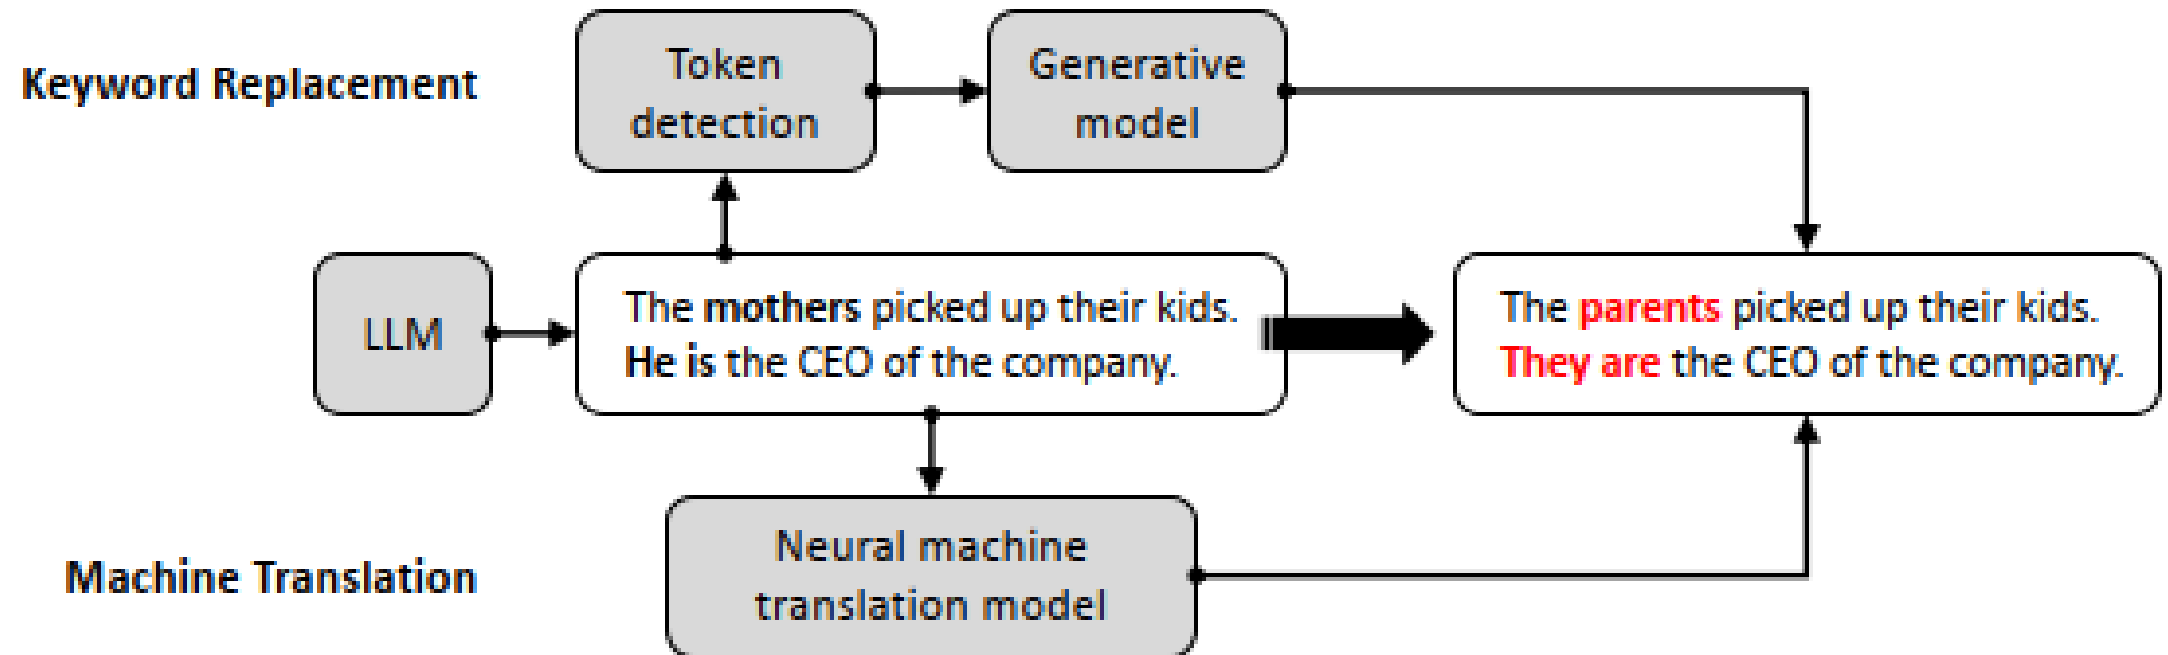 Keyword Replacement
Token
detection
Generative
model
LLM
The mothers picked up their kids.
He is the CEO of the company.
The parents picked up their kids.
They are the CEO of the company.
Machine Translation
Neural machine
translation model